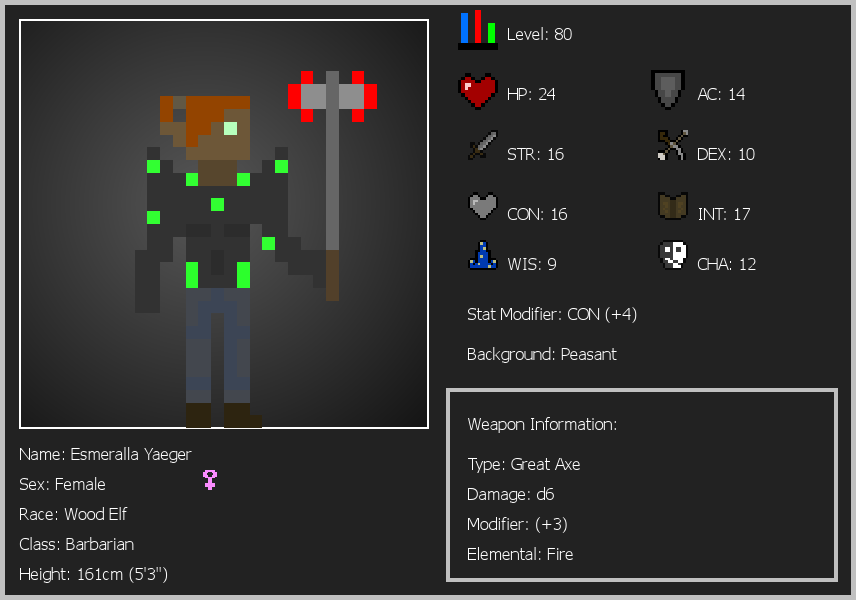 Level: 80
HP: 24
AC: 14
STR: 16
DEX: 10
CON: 16
INT: 17
WIS: 9
CHA: 12
Stat Modifier: CON (+4)
Background: Peasant
Weapon Information:
Type: Great Axe
Damage: d6
Modifier: (+3)
Elemental: Fire
Name: Esmeralla Yaeger
Sex: Female
Race: Wood Elf
Class: Barbarian
Height: 161cm (5'3")